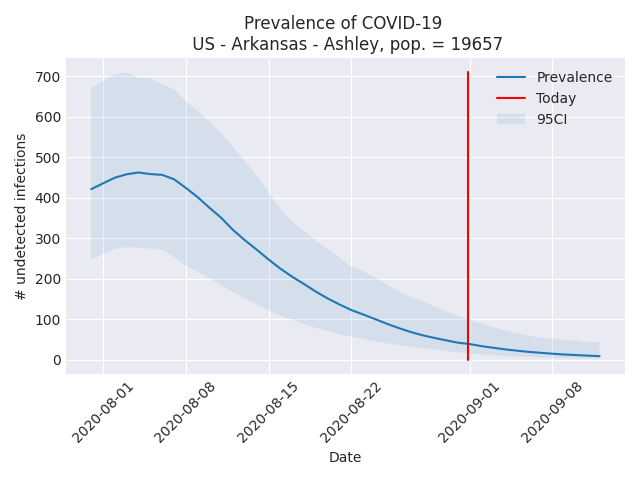 Prevalence of COVID-19
US - Arkansas - Ashley, pop. = 19657
Prevalence
Today
95CI
700
600
500
400
300
200
100
0
# undetected infections
2020-08-01
2020-08-08
2020-08-15
2020-08-22
2020-09-01
2020-09-08
Date